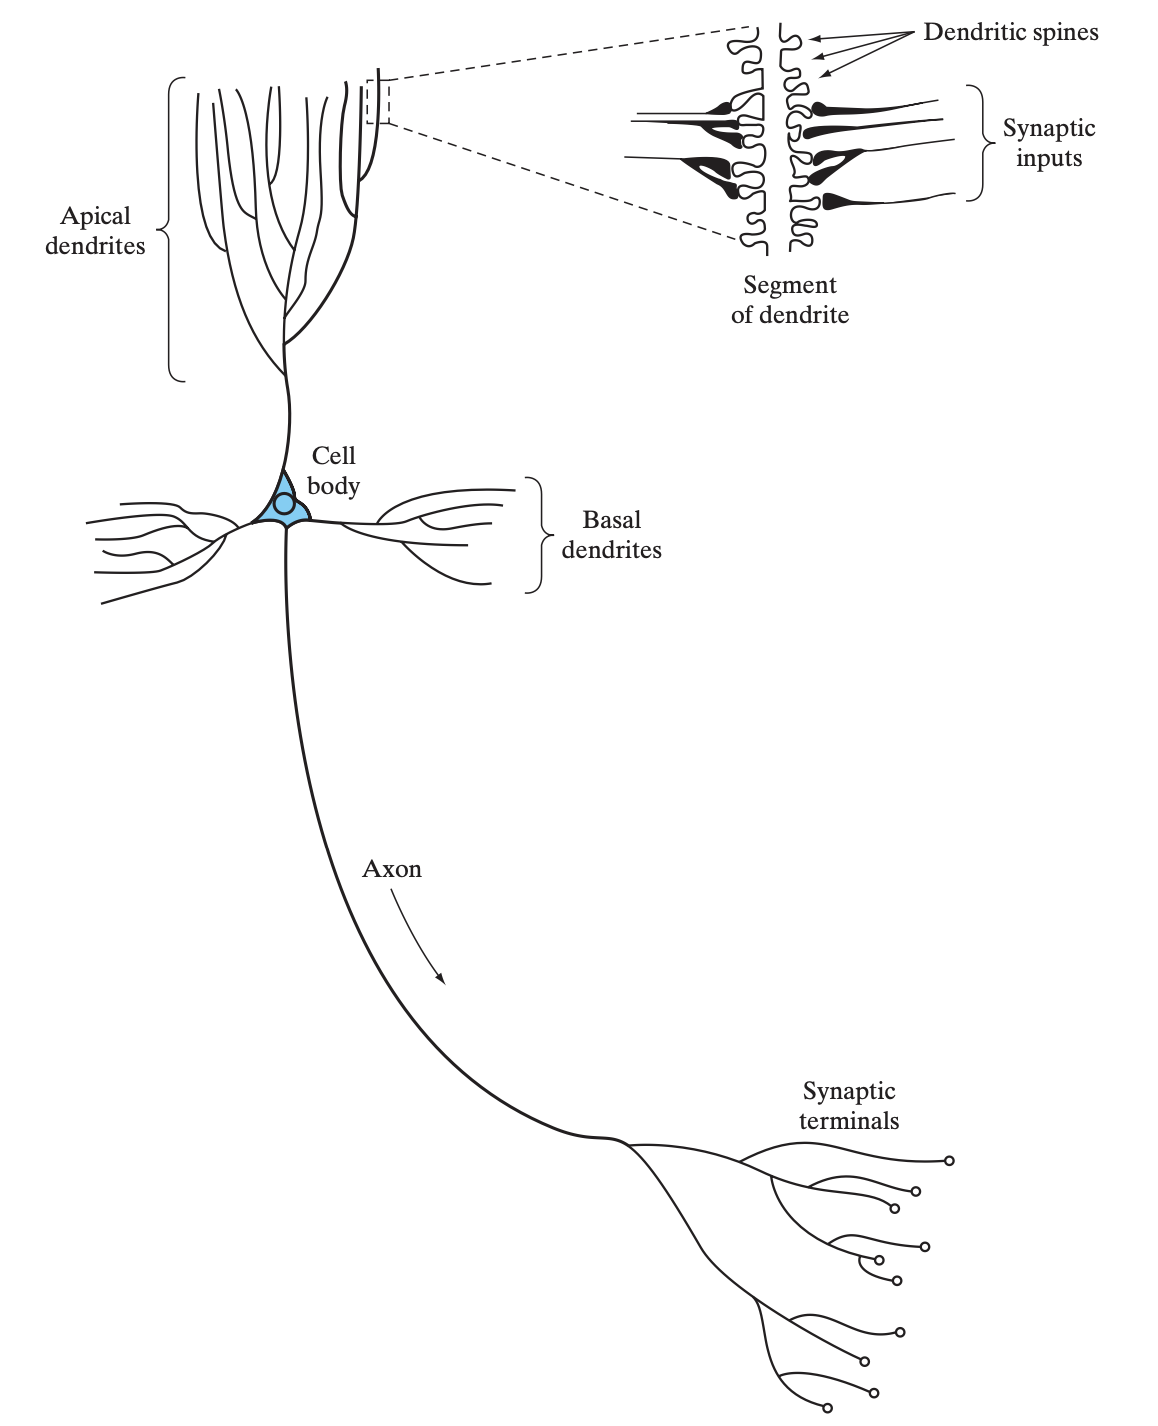 Dendritic spines
Synaptic
inputs
Apical
dendrites
Segment
of dendrite
Cell
body
Basal
dendrites
Axon
Synaptic
terminals